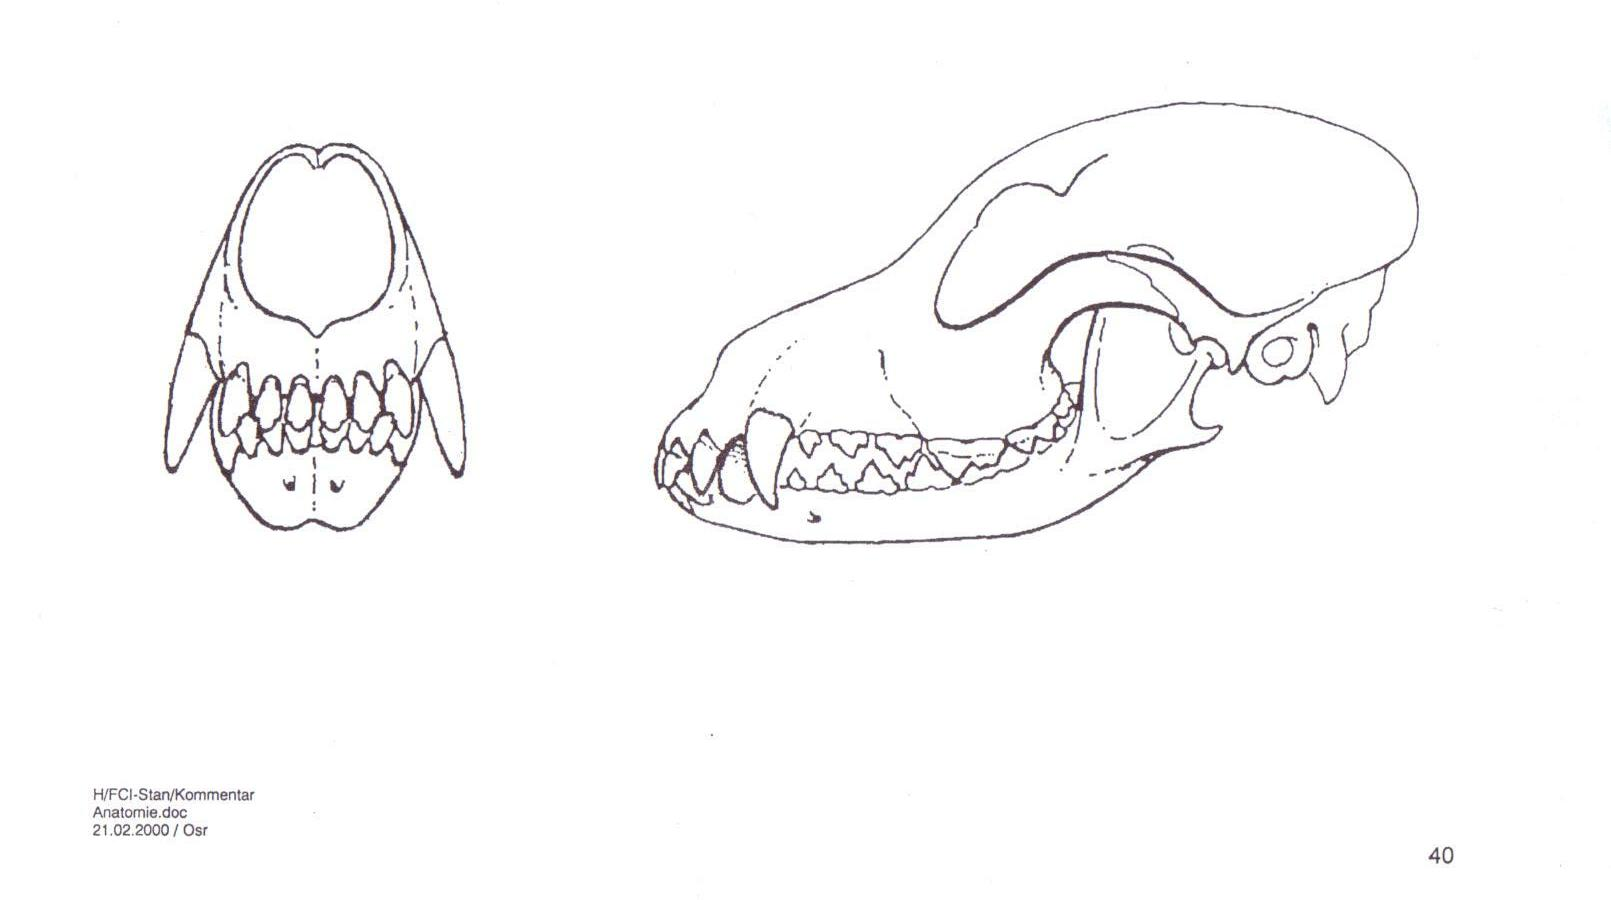 H/FCI-Stan/Kommentar
Anatomie.doc
21.02.2000 / Osr
40